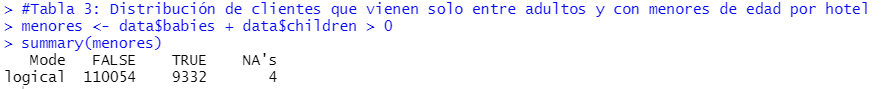 > #Tabla 3: Distribución de clientes que vienen solo entre adultos y con menores de edad por hotel
> menores <- data$babies + data$children > 0
> summary(menores)
   Mode   FALSE    TRUE    NA's
logical  110054    9332       4